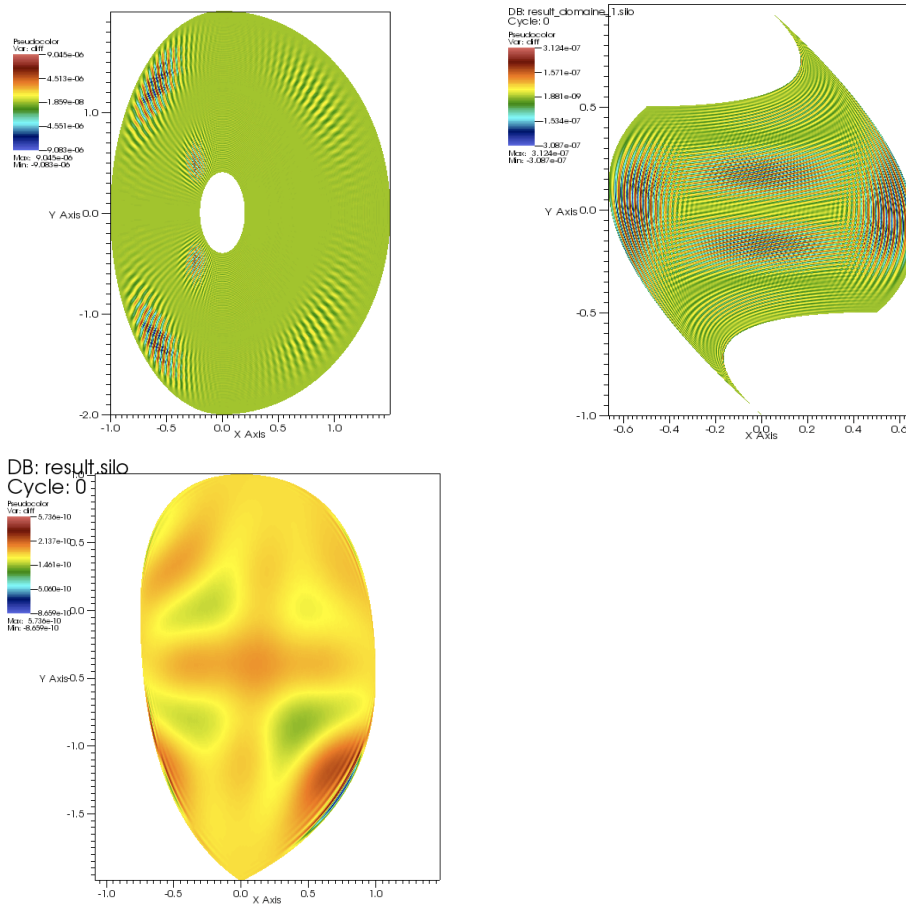 Pseudocolor
Var: diff
9.045e-06
4.513e-06
-1.859e-08
-4.551e-06
-9.083e-06
Max: 9.045e-06
Min: -9.083e-06
1.0
Y Axis 0.0
-1.0
-2.0
-1.0 -0.5 0.0 0.5 1.0
X Axis
DB: result_domaine_1.silo
Cycle: 0
Pseudocolor
Var: diff
3.124e-07
1.571e-07
1.881e-09
-1.534e-07
-3.087e-07
Max: 3.124e-07
Min: -3.087e-07
0.5
Y Axis 0.0
-0.5
-1.0
-0.6 -0.4 -0.2 0.0 0.2 0.4 0.6
X Axis
DB: result.silo
Cycle: 0
Pseudocolor
Var: diff
5.736e-10
2.137e-10
-1.461e-10
-5.060e-10
-8.659e-10
Max: 5.736e-10
Min: -8.659e-10
1.0
0.5
0.0
Y Axis -0.5
-1.0
-1.5
-1.0 -0.5 0.0 0.5 1.0
X Axis